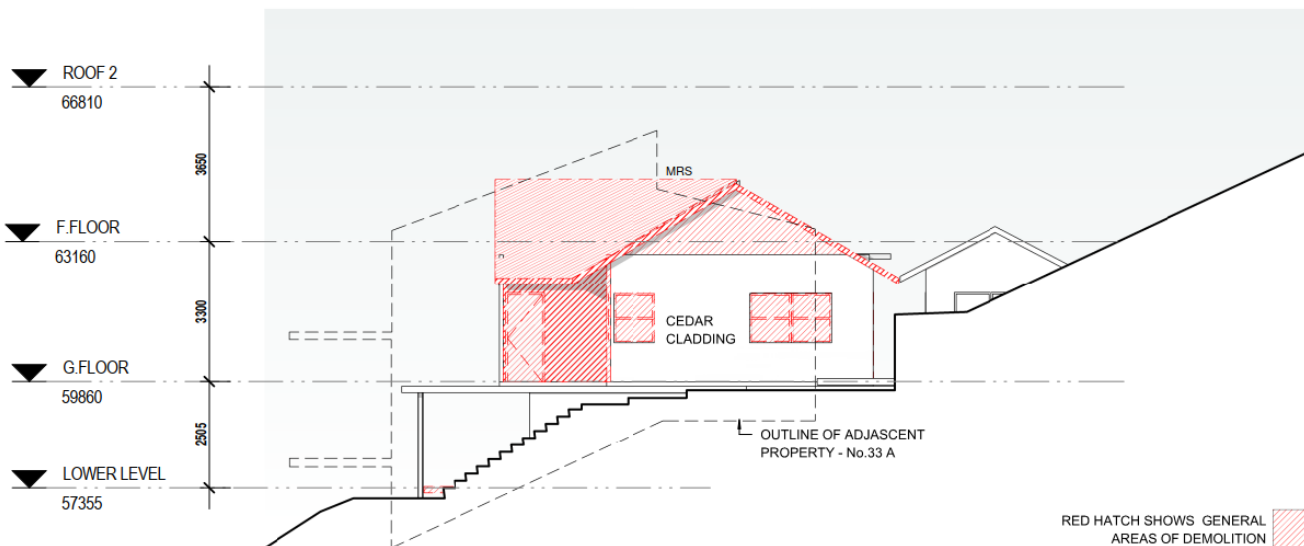 ROOF 2
66810
3650
MRS
F.FLOOR
63160
3300
CEDAR
CLADDING
G.FLOOR
59860
2505
OUTLINE OF ADJASCENT
PROPERTY - No.33 A
LOWER LEVEL
57355
RED HATCH SHOWS GENERAL
AREAS OF DEMOLITION